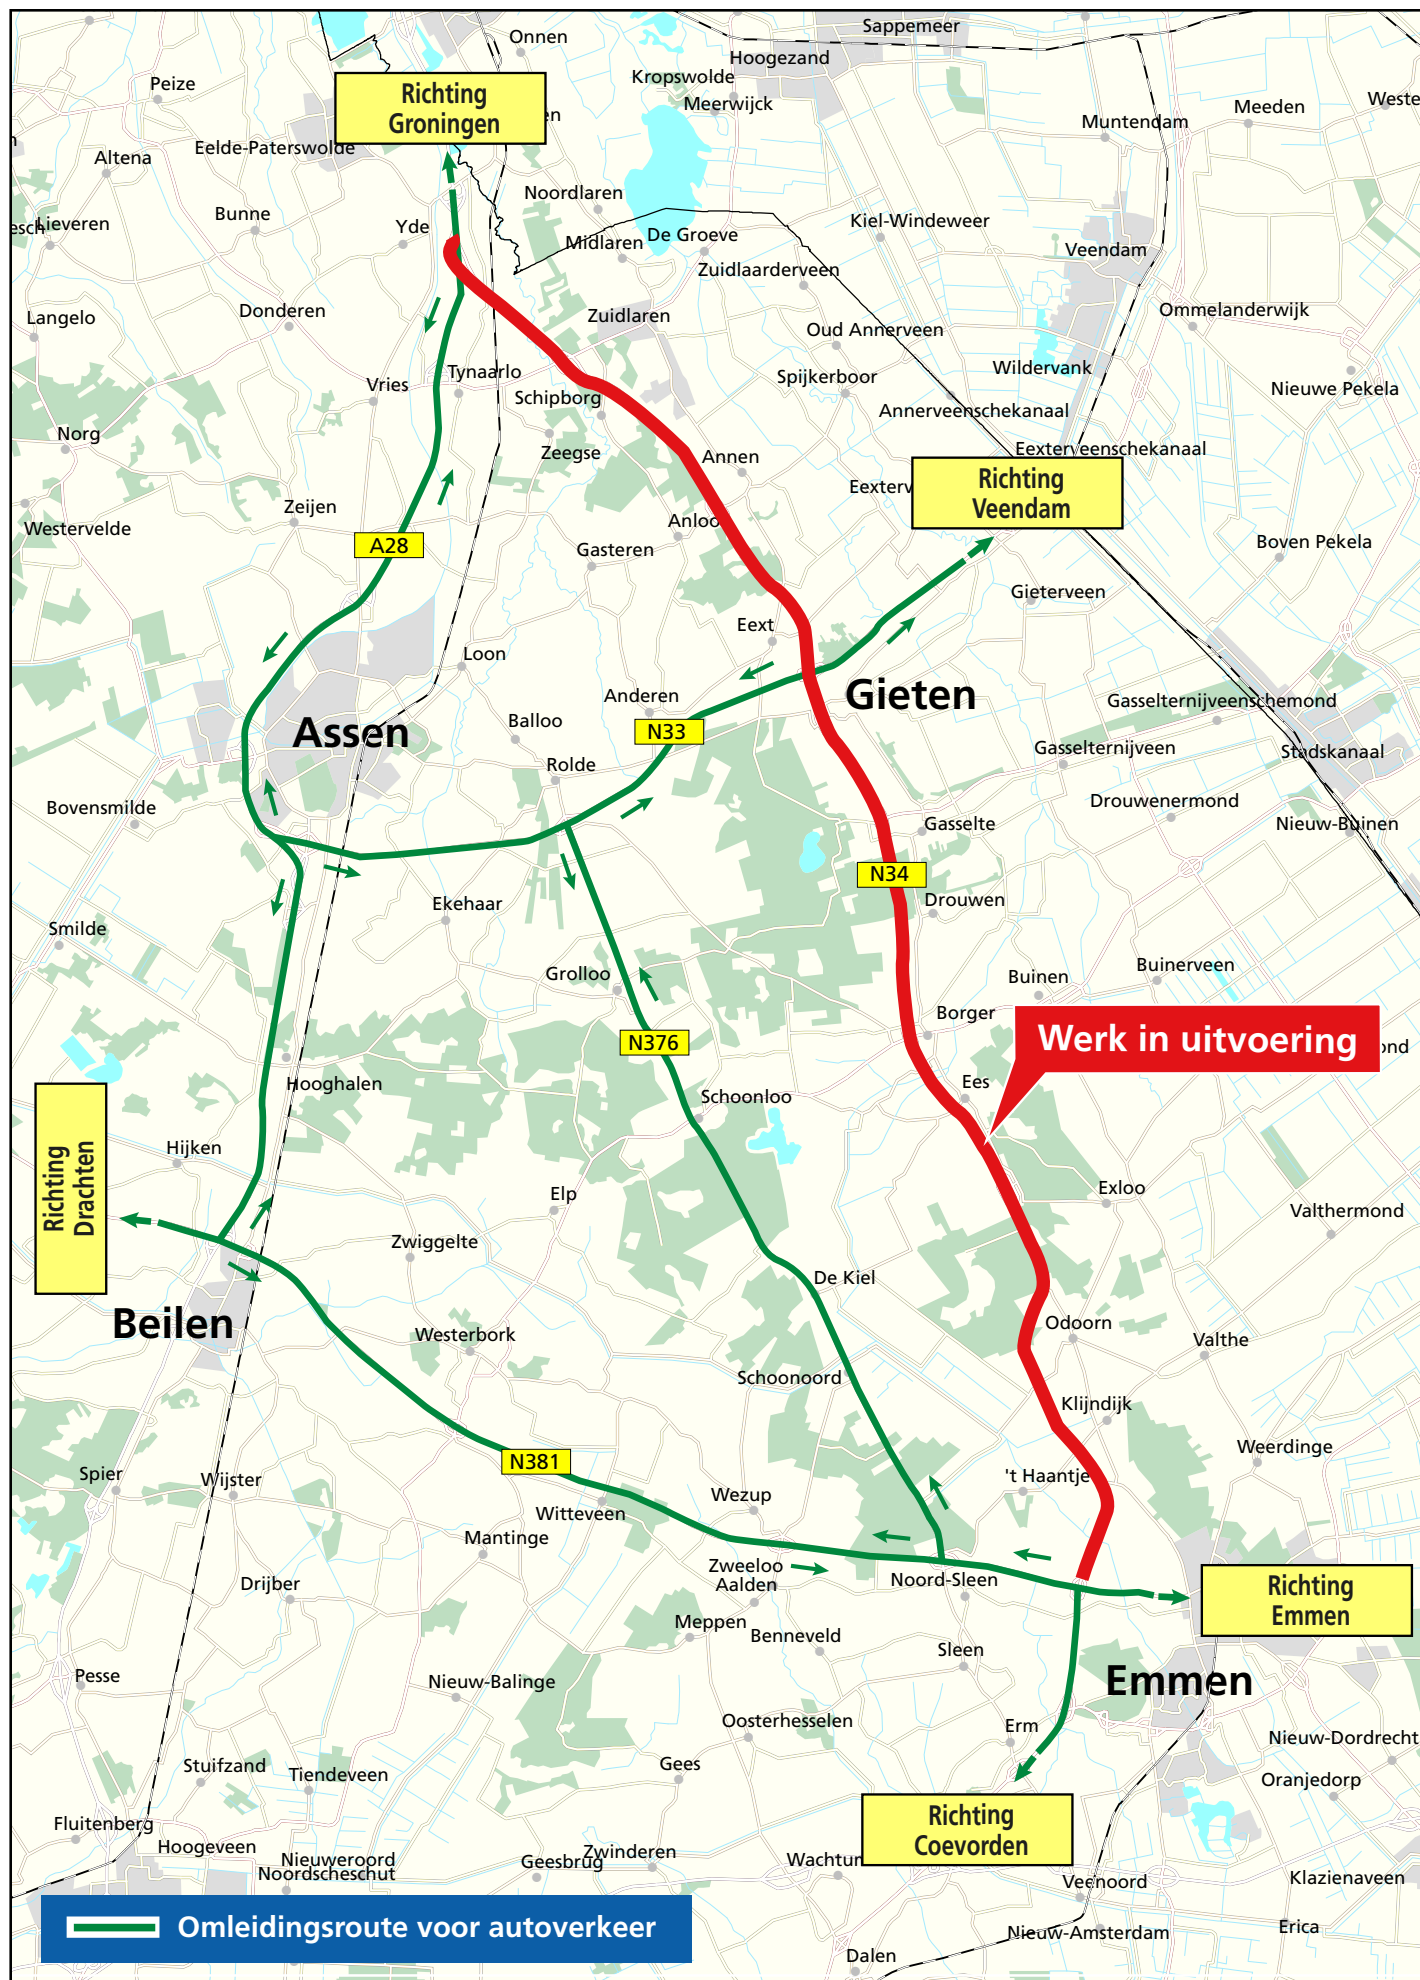 Onnen
Sappemeer
Hoogezand
Kropswolde
Meerwijck
Peize
Richting
Groningen
Meeden
Weste
Muntendam
Altena
Eelde-Paterswolde
Noordlaren
Bunne
Lieveren
Yde
Midlaren
De Groeve
Kiel-Windeweer
Veendam
Zuidlaarderveen
Langelo
Donderen
Zuidlaren
Oud Annerveen
Ommelanderwijk
Wildervank
Vries
Tynaarlo
Schipborg
Spijkerboor
Nieuwe Pekela
Annerveenschekanaal
Norg
Zeegse
Annen
Eexterveenschekanaal
Eexterv
Richting
Veendam
Zeijen
Westervelde
Anloo
A28
Gasteren
Boven Pekela
Gieterveen
Eext
Loon
Anderen
Gieten
Gasselternijveenschemond
Assen
Balloo
N33
Gasselternijveen
Stadskanaal
Rolde
Bovensmilde
Drouwenermond
Gasselte
Nieuw-Buinen
N34
Ekehaar
Drouwen
Smilde
Grolloo
Buinen
Buinerveen
Borger
N376
Werk in uitvoering
ond
Hooghalen
Ees
Schoonloo
Hijken
Richting
Drachten
Elp
Exloo
Valthermond
Zwiggelte
De Kiel
Beilen
Westerbork
Odoorn
Valthe
Schoonoord
Klijndijk
N381
Weerdinge
Spier
Wijster
't Haantje
Witteveen
Wezup
Mantinge
Zweeloo
Aalden
Noord-Sleen
Drijber
Richting
Emmen
Meppen
Benneveld
Sleen
Pesse
Nieuw-Balinge
Emmen
Oosterhesselen
Erm
Nieuw-Dordrecht
Stuifzand
Tiendeveen
Gees
Oranjedorp
Richting
Coevorden
Fluitenberg
Hoogeveen
Nieuweroord
Noordscheschut
Geesbrug
Zwinderen
Wachtum
Veenoord
Klazienaveen
Omleidingsroute voor autoverkeer
Nieuw-Amsterdam
Erica
Dalen